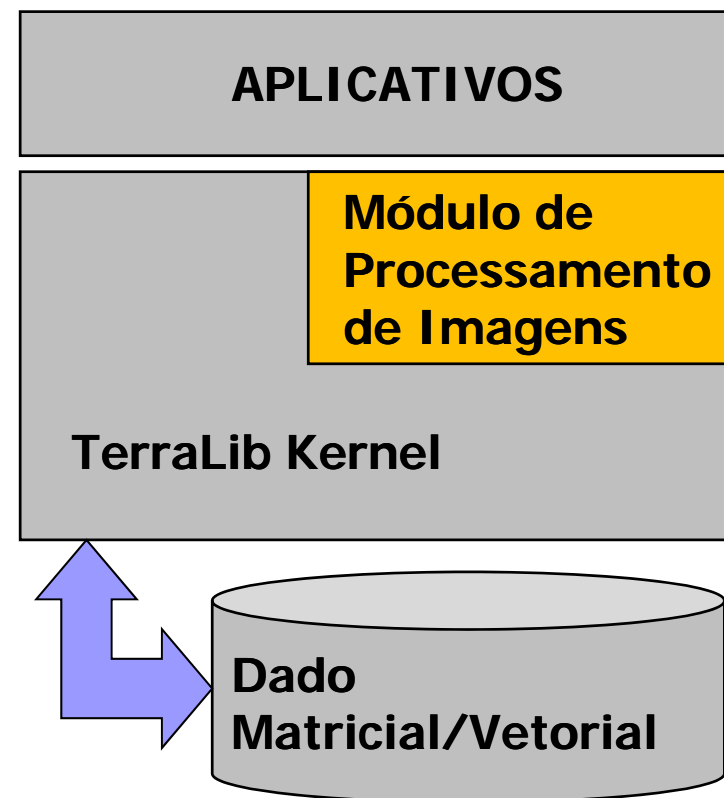 APLICATIVOS
Módulo de
Processamento
de Imagens
TerraLib Kernel
Dado
Matricial/Vetorial